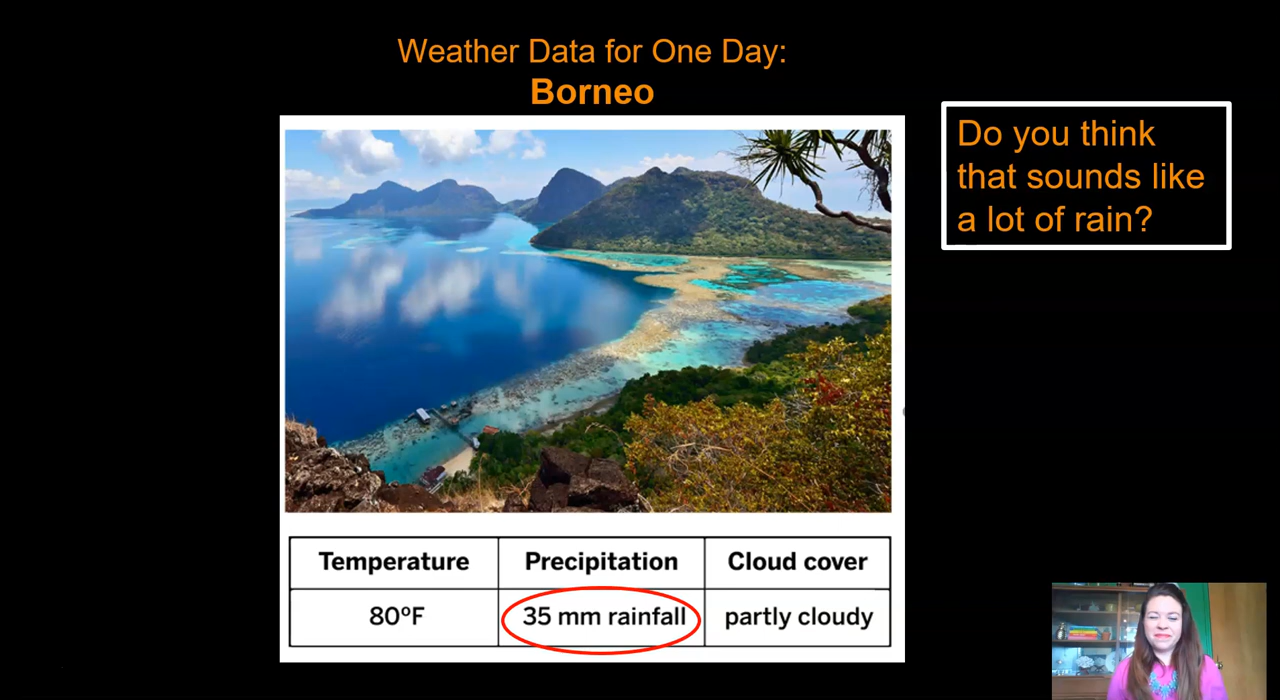 Weather Data for One Day:
Borneo
Do you think
that sounds like
a lot of rain?
Temperature Precipitation Cloud cover
80ºF 35 mm rainfall partly cloudy